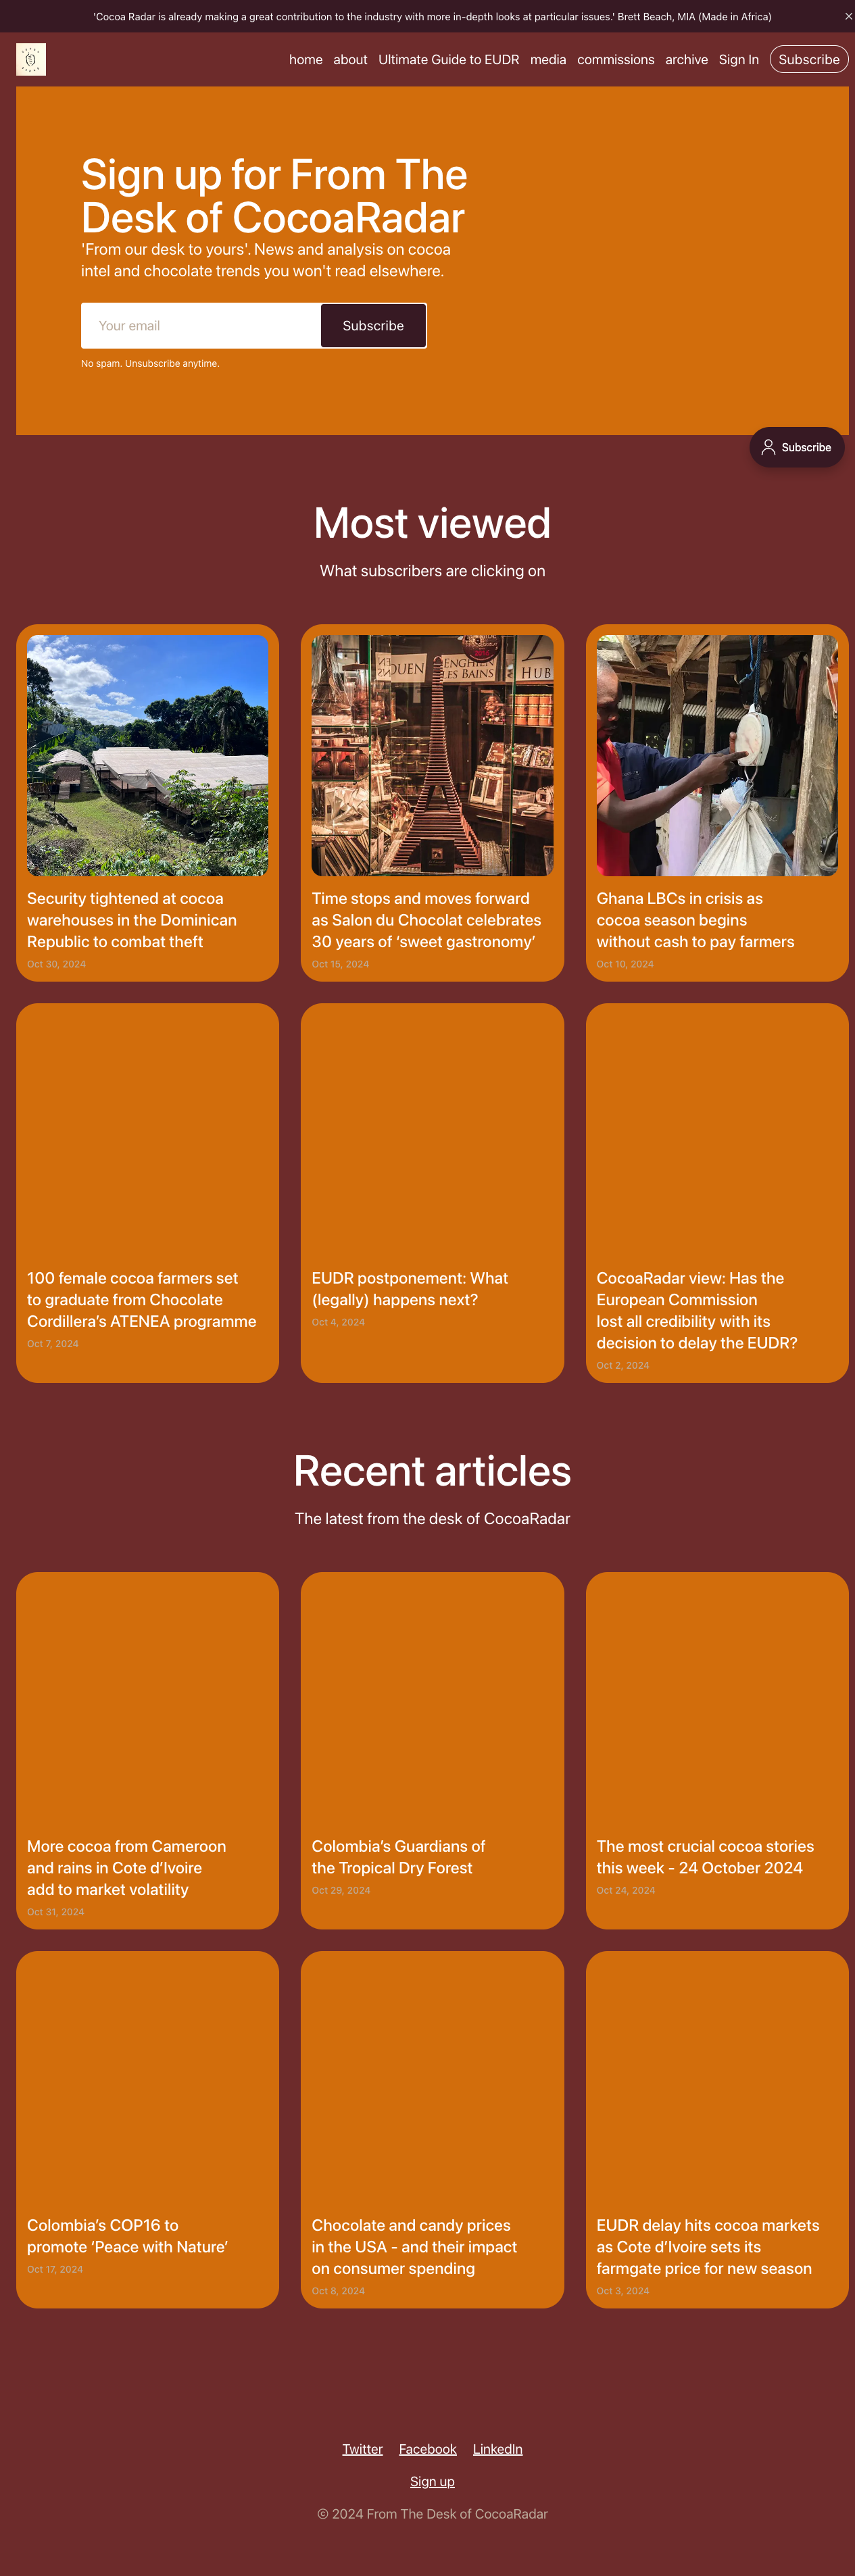 'Cocoa Radar is already making a great contribution to the industry with more in-depth looks at particular issues.' Brett Beach, MIA (Made in Africa)
home about Ultimate Guide to EUDR media commissions archive Sign In Subscribe
Sign up for From The
Desk of CocoaRadar
'From our desk to yours'. News and analysis on cocoa
intel and chocolate trends you won't read elsewhere.
Your email
Subscribe
No spam. Unsubscribe anytime.
Subscribe
Most viewed
What subscribers are clicking on
OUEN
ENGHIEN
LES BAINS
HUB
Security tightened at cocoa
warehouses in the Dominican
Republic to combat theft
Oct 30, 2024
Time stops and moves forward
as Salon du Chocolat celebrates
30 years of ‘sweet gastronomy’
Oct 15, 2024
Ghana LBCs in crisis as
cocoa season begins
without cash to pay farmers
Oct 10, 2024
100 female cocoa farmers set
to graduate from Chocolate
Cordillera’s ATENEA programme
Oct 7, 2024
EUDR postponement: What
(legally) happens next?
Oct 4, 2024
CocoaRadar view: Has the
European Commission
lost all credibility with its
decision to delay the EUDR?
Oct 2, 2024
Recent articles
The latest from the desk of CocoaRadar
More cocoa from Cameroon
and rains in Cote d’Ivoire
add to market volatility
Oct 31, 2024
Colombia’s Guardians of
the Tropical Dry Forest
Oct 29, 2024
The most crucial cocoa stories
this week - 24 October 2024
Oct 24, 2024
Colombia’s COP16 to
promote ‘Peace with Nature’
Oct 17, 2024
Chocolate and candy prices
in the USA - and their impact
on consumer spending
Oct 8, 2024
EUDR delay hits cocoa markets
as Cote d’Ivoire sets its
farmgate price for new season
Oct 3, 2024
Twitter Facebook LinkedIn
Sign up
© 2024 From The Desk of CocoaRadar